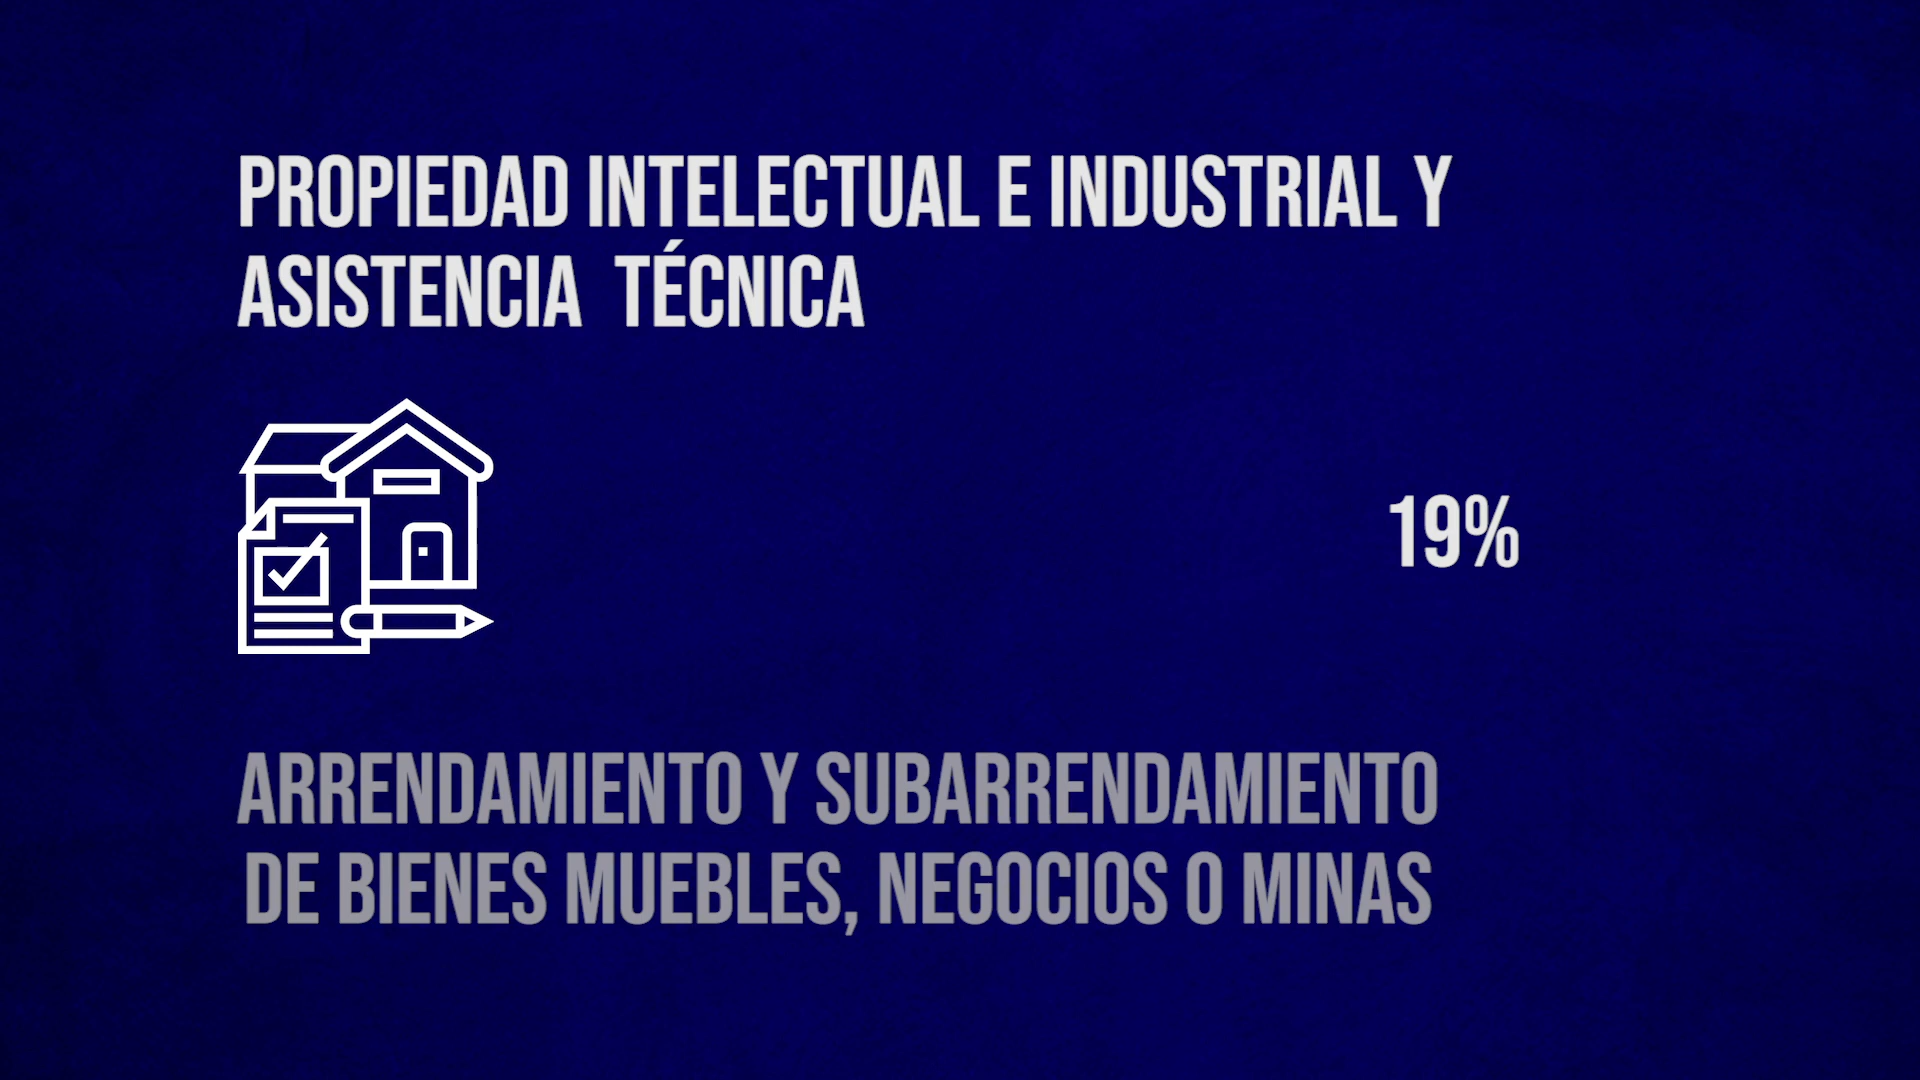 PROPIEDAD INTELECTUAL E INDUSTRIAL Y
ASISTENCIA TÉCNICA
19%
ARRENDAMIENTO Y SUBARRENDAMIENTO
DE BIENES MUEBLES, NEGOCIOS O MINAS